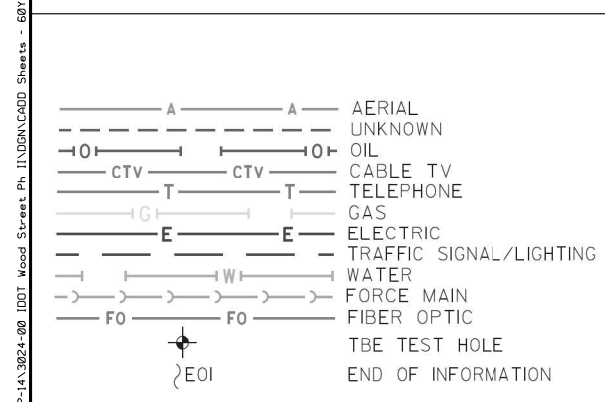 P-14\3024-00 IDOT Wood Street Ph II\DGN\CADD Sheets - 60%
A A AERIAL
UNKNOWN
O O OIL
CTV CTV CABLE TV
T T TELEPHONE
G GAS
E E ELECTRIC
TRAFFIC SIGNAL/LIGHTING
W WATER
FORCE MAIN
FO FO FIBER OPTIC
TBE TEST HOLE
EOI END OF INFORMATION